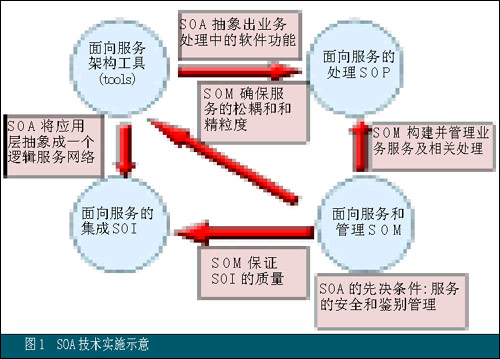 面向服务
架构工具
(tools)
SOA 抽象出业务
处理中的软件功能
面向服务的
处理 SOP
SOM 确保服
务的松耦和和
精粒度
SOA 将应用
层抽象成一个
逻辑服务网络
SOM 构建并管理业
务服务及相关处理
面向服务的
集成SOI
面向服务和
管理 SOM
SOM 保证
SOI 的质量
SOA 的先决条件:服务
的安全和鉴别管理
图1 SOA技术实施示意